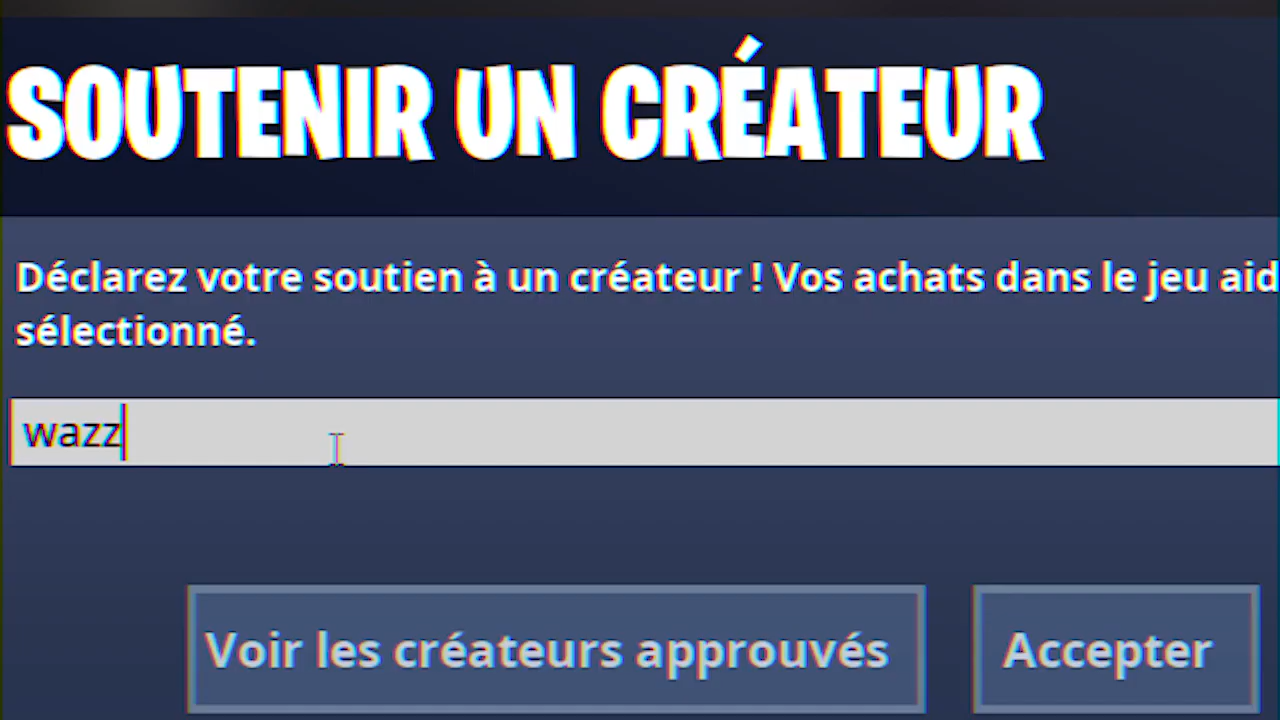 SOUTENIR UN CRÉATEUR
Déclarez votre soutien à un créateur ! Vos achats dans le jeu aid
sélectionné.
wazz
Voir les créateurs approuvés
Accepter